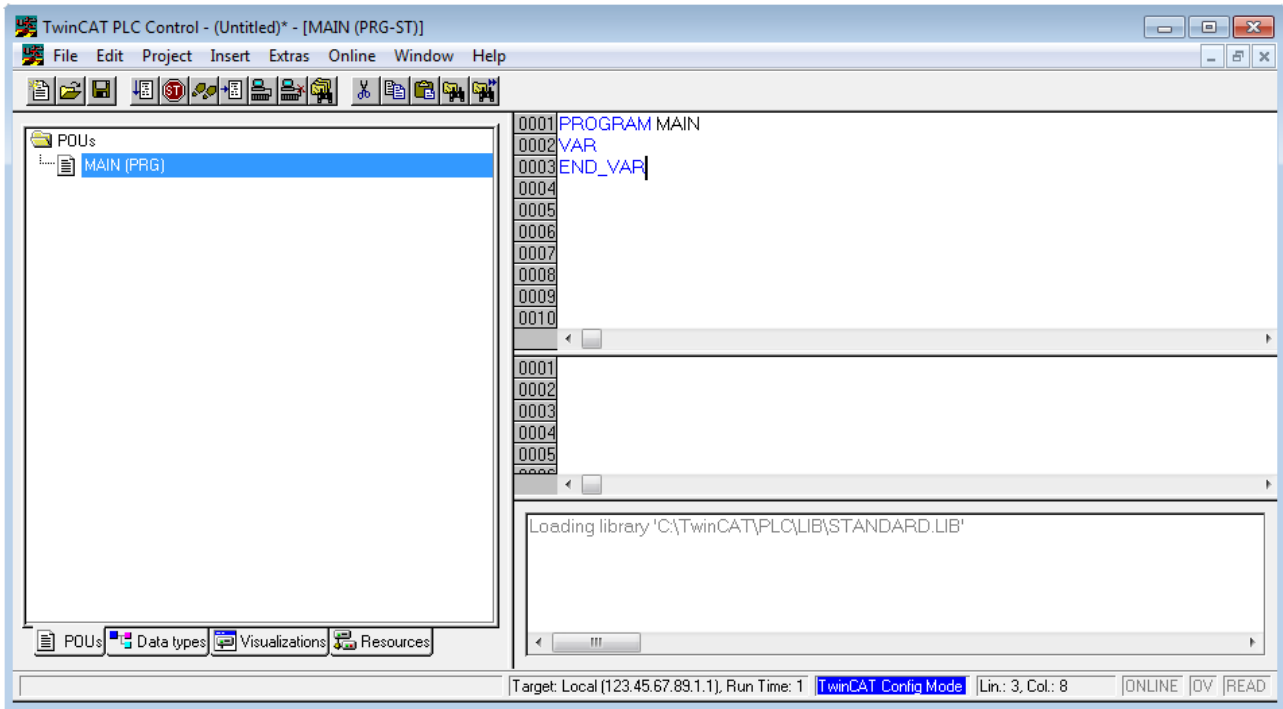 TwinCAT PLC Control - (Untitled)* - [MAIN (PRG-ST)]
File Edit Project Insert Extras Online Window Help
POUs
MAIN (PRG)
0001 PROGRAM MAIN
0002 VAR
0003 END_VAR
0004
0005
0006
0007
0008
0009
0010
0001
0002
0003
0004
0005
Loading library 'C:\TwinCAT\PLC\LIB\STANDARD.LIB'
POUs Data types Visualizations Resources
Target: Local (123.45.67.89.1.1), Run Time: 1 TwinCAT Config Mode Lin.: 3, Col.: 8 ONLINE OV READ